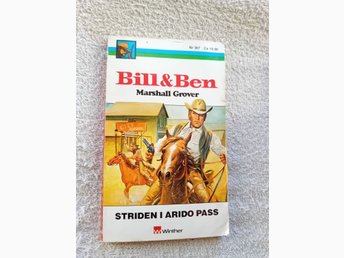 Bill & Ben
Marshall Grover
STRIDEN I ARIDO PASS
Winther